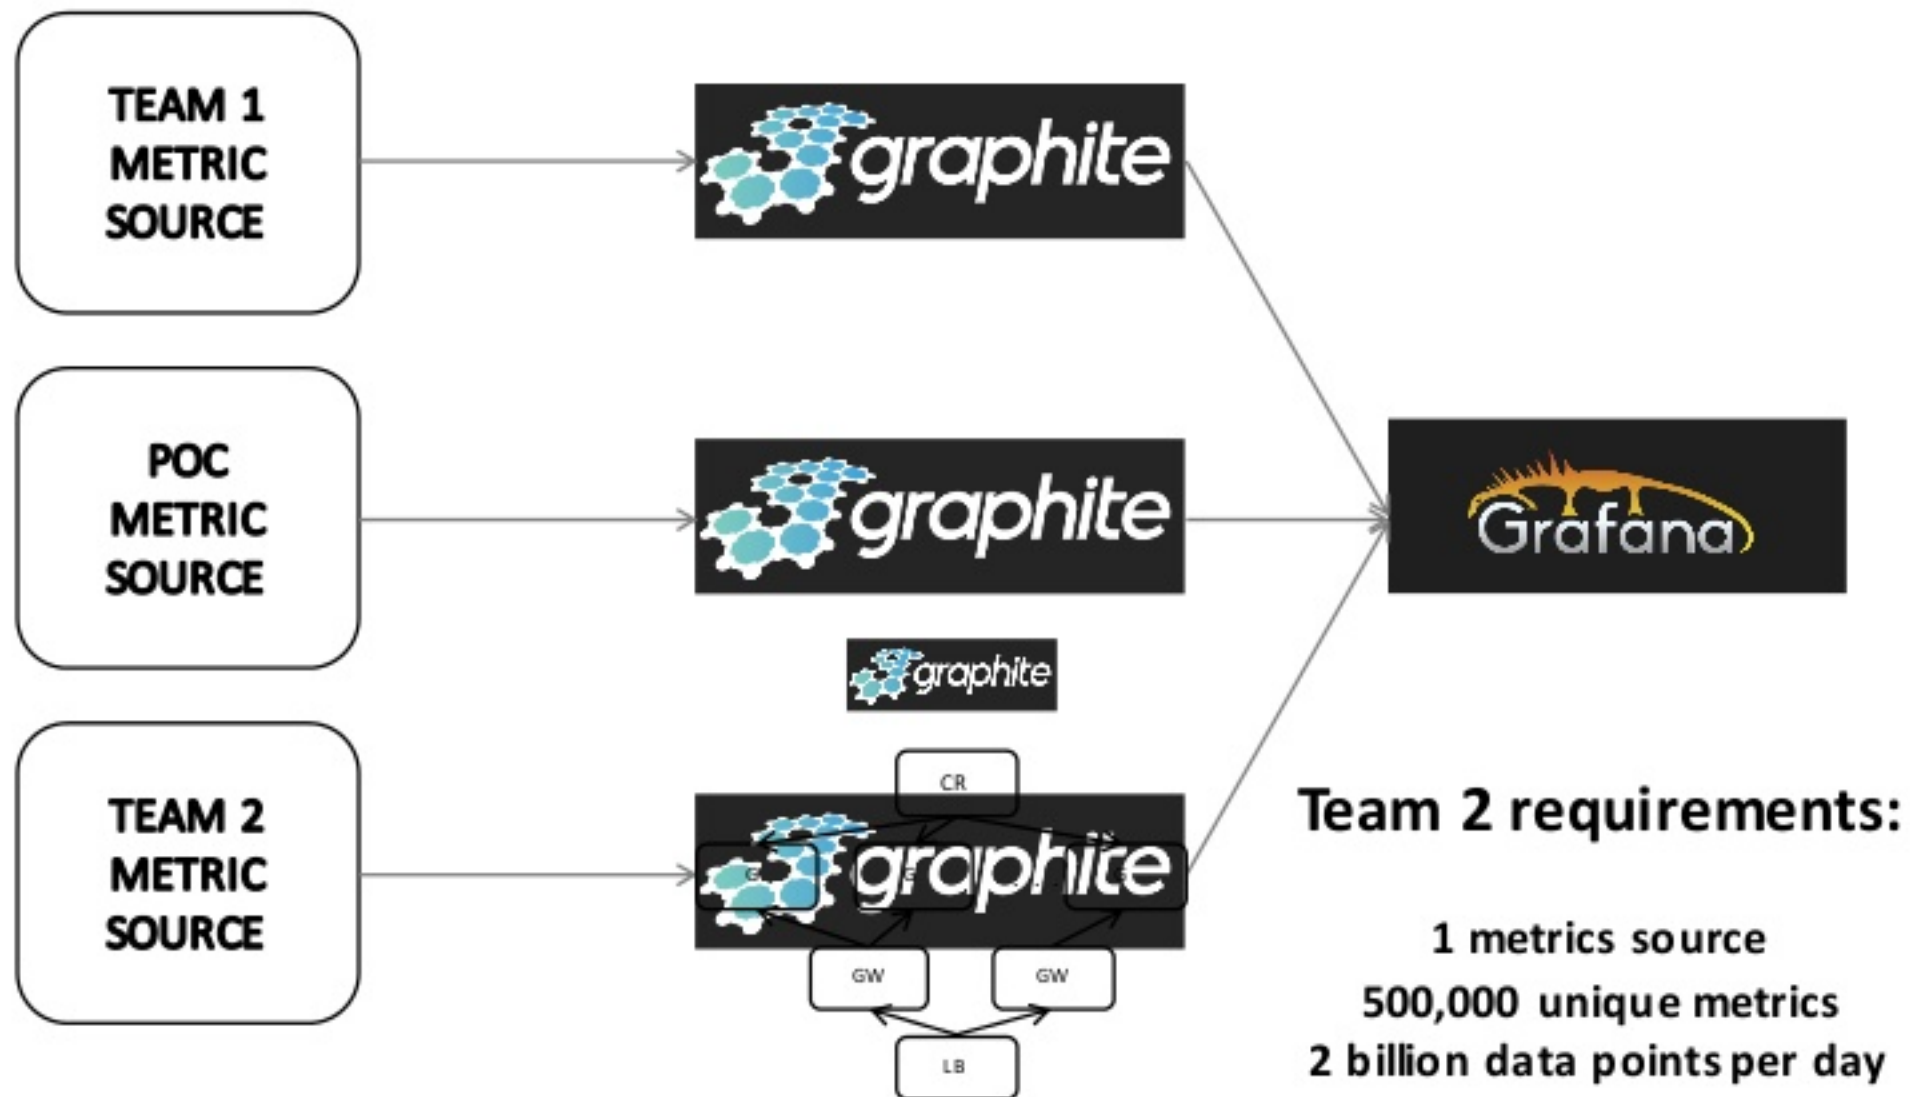 TEAM 1
METRIC
SOURCE
graphite
POC
METRIC
SOURCE
graphite
Grafana
graphite
TEAM 2
METRIC
SOURCE
CR
graphite
G
G
G
GW
GW
LB
Team 2 requirements:
1 metrics source
500,000 unique metrics
2 billion data points per day